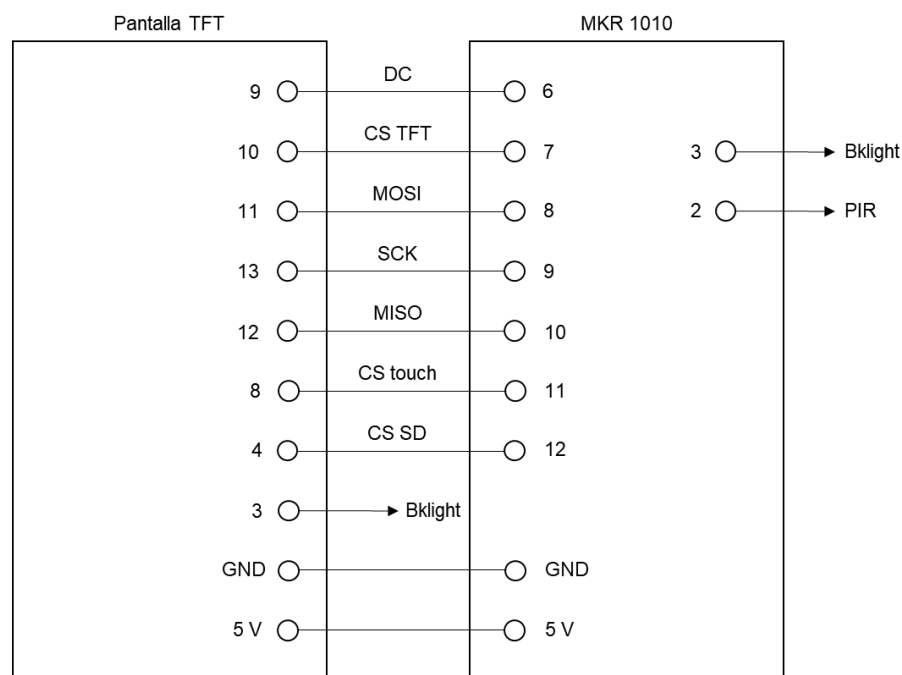 Pantalla TFT MKR 1010
9 DC 6
10 CS TFT 7 3 Bklight
11 MOSI 8 2 PIR
13 SCK 9
12 MISO 10
8 CS touch 11
4 CS SD 12
3 Bklight
GND GND
5 V 5 V